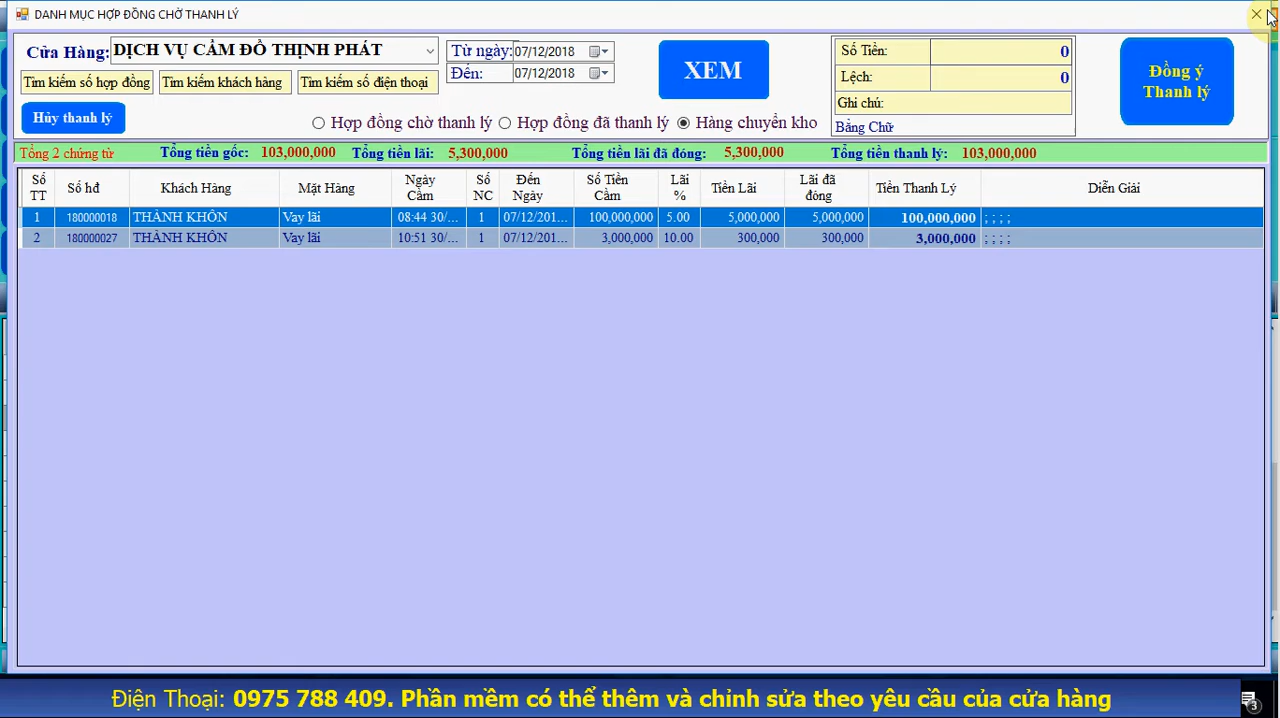 DANH MỤC HỢP ĐỒNG CHỜ THANH LÝ
Cửa Hàng: DỊCH VỤ CẦM ĐỒ THỊNH PHÁT
Từ ngày: 07/12/2018
Đến: 07/12/2018
XEM
Số Tiền: 0
Lệch: 0
Ghi chú:
Bằng Chữ
Đồng ý
Thanh lý
Tìm kiếm số hợp đồng Tìm kiếm khách hàng Tìm kiếm số điện thoại
Hủy thanh lý
Hợp đồng chờ thanh lý Hợp đồng đã thanh lý Hàng chuyển kho
Tổng 2 chứng từ Tổng tiền gốc: 103,000,000 Tổng tiền lãi: 5,300,000 Tổng tiền lãi đã đóng: 5,300,000 Tổng tiền thanh lý: 103,000,000
Số TT Số hđ Khách Hàng Mặt Hàng Ngày Cầm Số NC Đến Ngày Số Tiền Cầm Lãi % Tiền Lãi Lãi đã đóng Tiền Thanh Lý Diễn Giải
1 180000018 THÀNH KHÔN Vay lãi 08:44 30/... 1 07/12/201... 100,000,000 5.00 5,000,000 5,000,000 100,000,000 ; ; ; ;
2 180000027 THÀNH KHÔN Vay lãi 10:51 30/... 1 07/12/201... 3,000,000 10.00 300,000 300,000 3,000,000 ; ; ; ;
Điện Thoại: 0975 788 409. Phần mềm có thể thêm và chỉnh sửa theo yêu cầu của cửa hàng
3